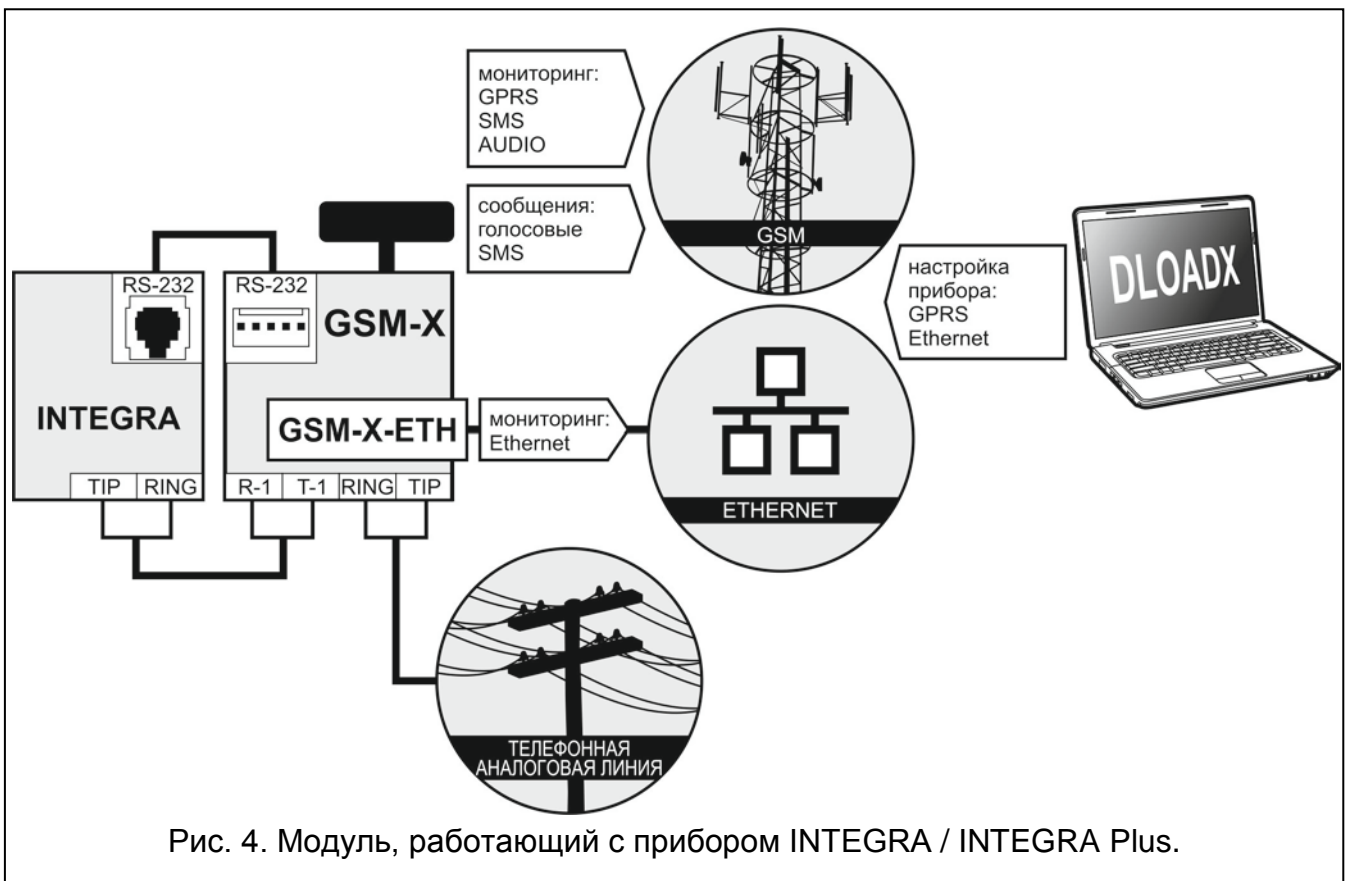 мониторинг:
GPRS
SMS
AUDIO
сообщения:
голосовые
SMS
GSM
настройка
прибора:
GPRS
Ethernet
DLOADX
RS-232
RS-232
GSM-X
INTEGRA
GSM-X-ETH
мониторинг:
Ethernet
TIP RING
R-1 T-1 RING TIP
ETHERNET
ТЕЛЕФОННАЯ
АНАЛОГОВАЯ ЛИНИЯ
Рис. 4. Модуль, работающий с прибором INTEGRA / INTEGRA Plus.